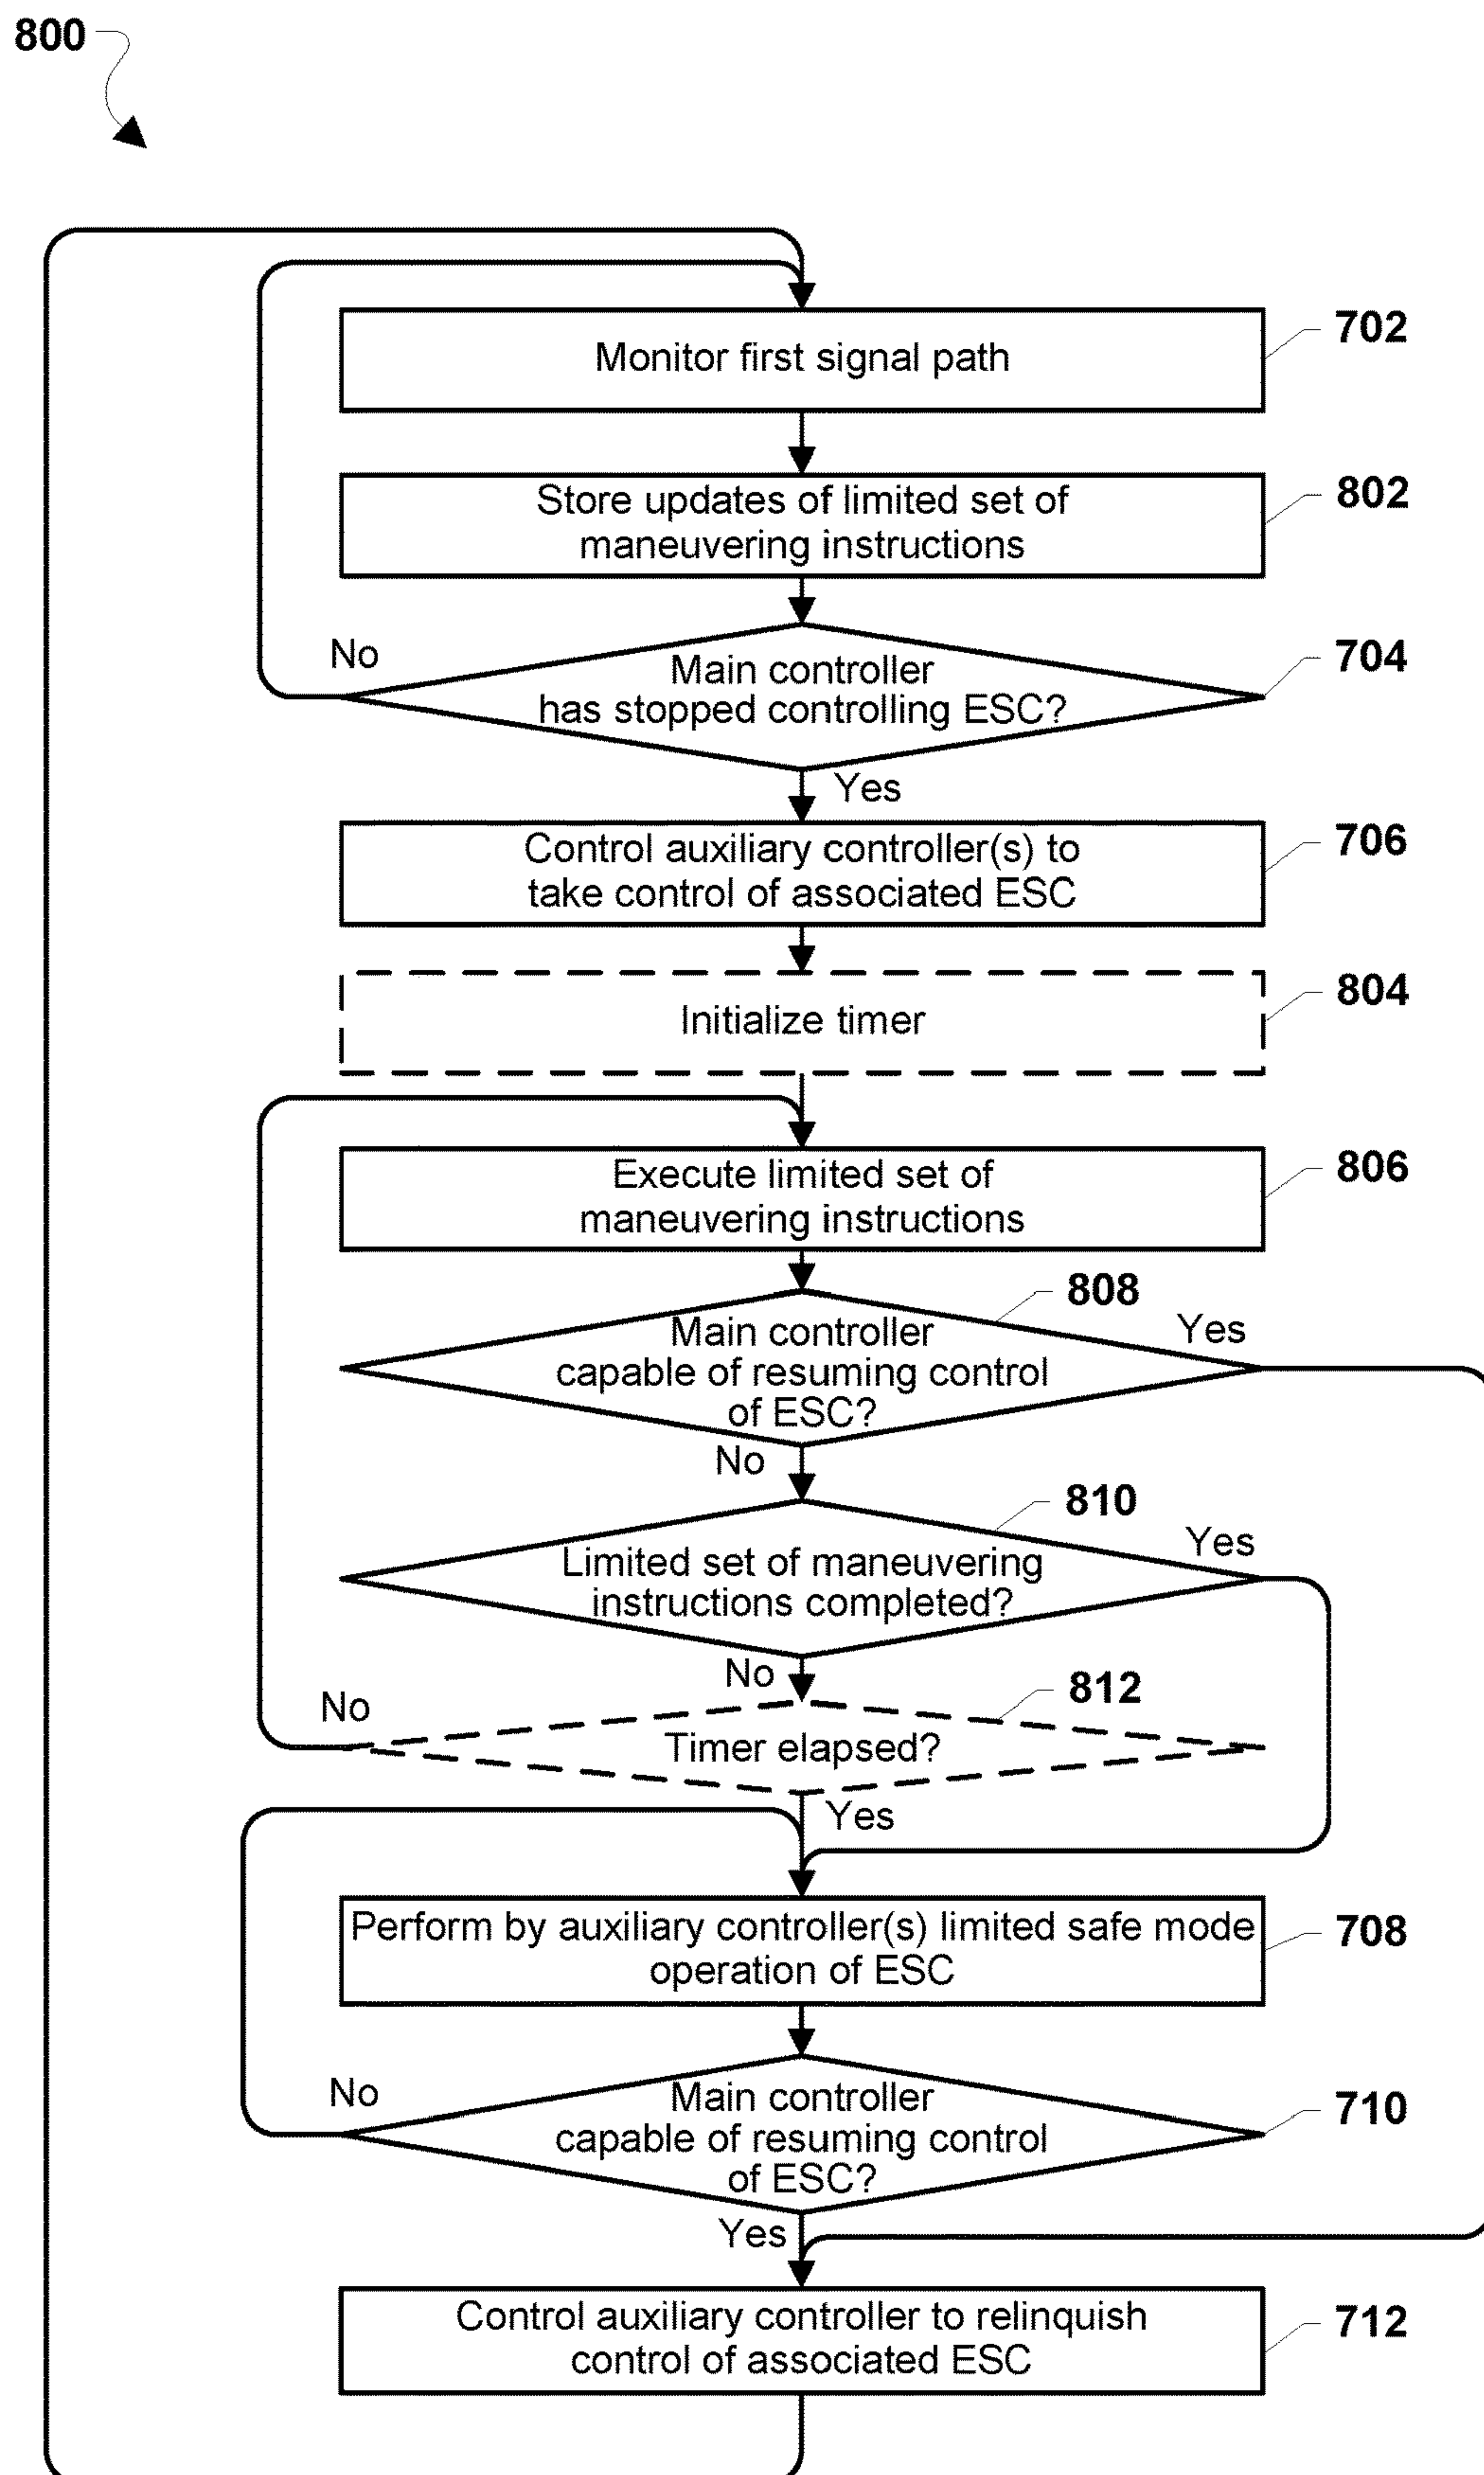 800
Monitor first signal path
702
Store updates of limited set of
maneuvering instructions
802
No
Main controller
has stopped controlling ESC?
704
Yes
Control auxiliary controller(s) to
take control of associated ESC
706
Initialize timer
804
Execute limited set of
maneuvering instructions
806
808
Main controller
capable of resuming control
of ESC?
Yes
No
810
Limited set of maneuvering
instructions completed?
Yes
No
812
No
Timer elapsed?
Yes
Perform by auxiliary controller(s) limited safe mode
operation of ESC
708
No
Main controller
capable of resuming control
of ESC?
710
Yes
Control auxiliary controller to relinquish
control of associated ESC
712